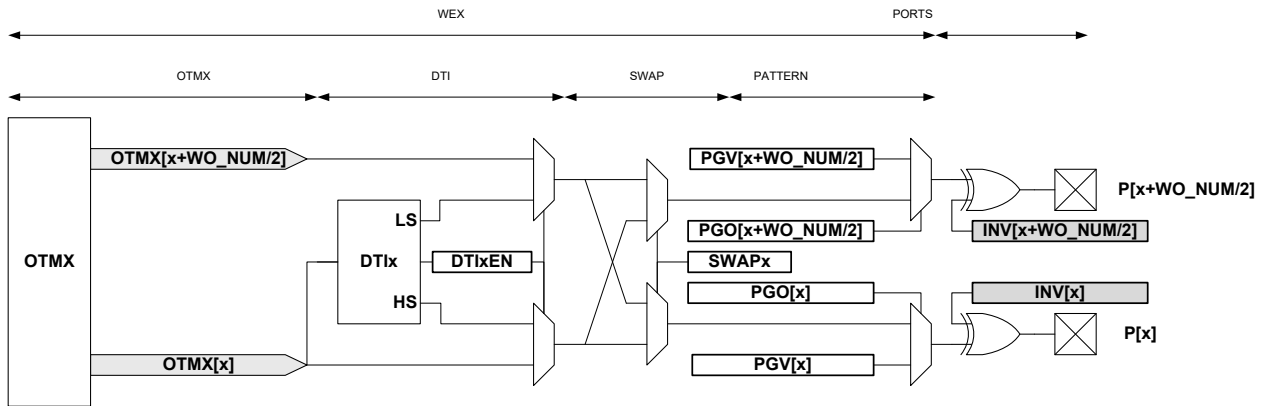 WEX PORTS
OTMX DTI SWAP PATTERN
OTMX[x+WO_NUM/2] PGV[x+WO_NUM/2]
P[x+WO_NUM/2]
LS
PGO[x+WO_NUM/2] INV[x+WO_NUM/2]
OTMX DTIx DTIxEN SWAPx
HS PGO[x] INV[x]
P[x]
OTMX[x] PGV[x]